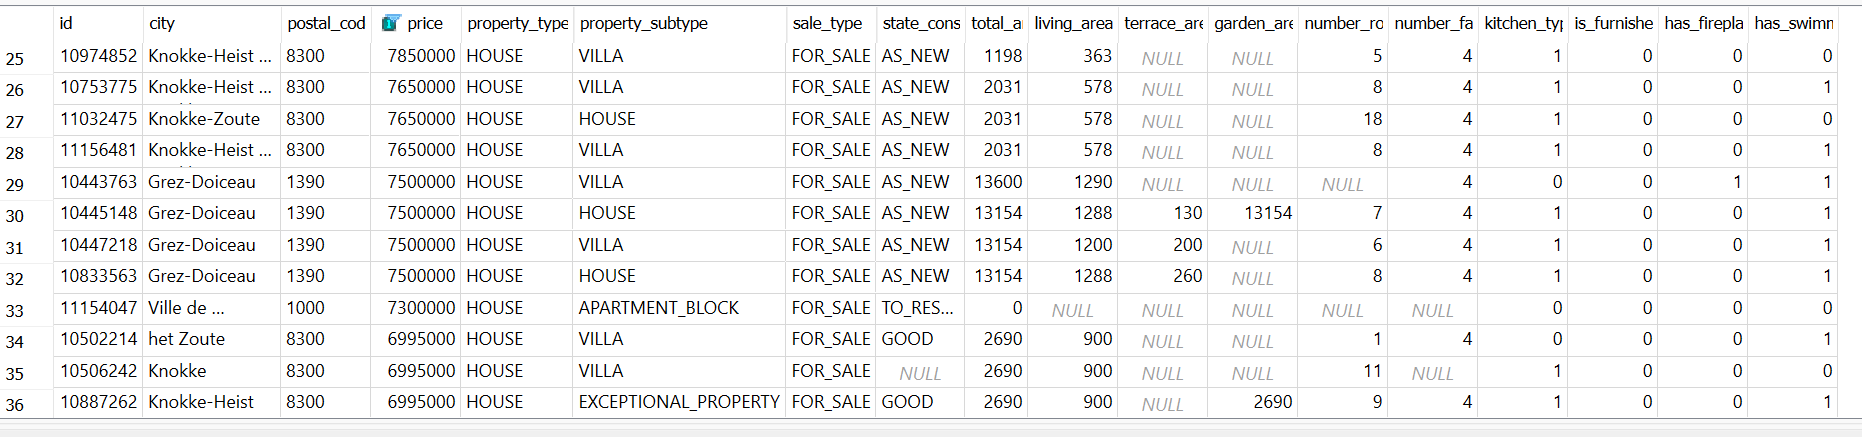 id city postal_cod price property_type property_subtype sale_type state_cons total_a living_area terrace_are garden_are number_ro number_fa kitchen_typ is_furnishe has_firepla has_swimn
25 10974852 Knokke-Heist ... 8300 7850000 HOUSE VILLA FOR_SALE AS_NEW 1198 363 NULL NULL 5 4 1 0 0 0
26 10753775 Knokke-Heist ... 8300 7650000 HOUSE VILLA FOR_SALE AS_NEW 2031 578 NULL NULL 8 4 1 0 0 1
27 11032475 Knokke-Zoute 8300 7650000 HOUSE HOUSE FOR_SALE AS_NEW 2031 578 NULL NULL 18 4 1 0 0 0
28 11156481 Knokke-Heist ... 8300 7650000 HOUSE VILLA FOR_SALE AS_NEW 2031 578 NULL NULL 8 4 1 0 0 1
29 10443763 Grez-Doiceau 1390 7500000 HOUSE VILLA FOR_SALE AS_NEW 13600 1290 NULL NULL NULL 4 0 0 1 1
30 10445148 Grez-Doiceau 1390 7500000 HOUSE HOUSE FOR_SALE AS_NEW 13154 1288 130 13154 7 4 1 0 0 1
31 10447218 Grez-Doiceau 1390 7500000 HOUSE VILLA FOR_SALE AS_NEW 13154 1200 200 NULL 6 4 1 0 0 1
32 10833563 Grez-Doiceau 1390 7500000 HOUSE HOUSE FOR_SALE AS_NEW 13154 1288 260 NULL 8 4 1 0 0 1
33 11154047 Ville de ... 1000 7300000 HOUSE APARTMENT_BLOCK FOR_SALE TO_RES... 0 NULL NULL NULL NULL NULL 0 0 0 0
34 10502214 het Zoute 8300 6995000 HOUSE VILLA FOR_SALE GOOD 2690 900 NULL NULL 1 4 0 0 0 1
35 10506242 Knokke 8300 6995000 HOUSE VILLA FOR_SALE NULL 2690 900 NULL NULL 11 NULL 1 0 0 0
36 10887262 Knokke-Heist 8300 6995000 HOUSE EXCEPTIONAL_PROPERTY FOR_SALE GOOD 2690 900 NULL 2690 9 4 1 0 0 1